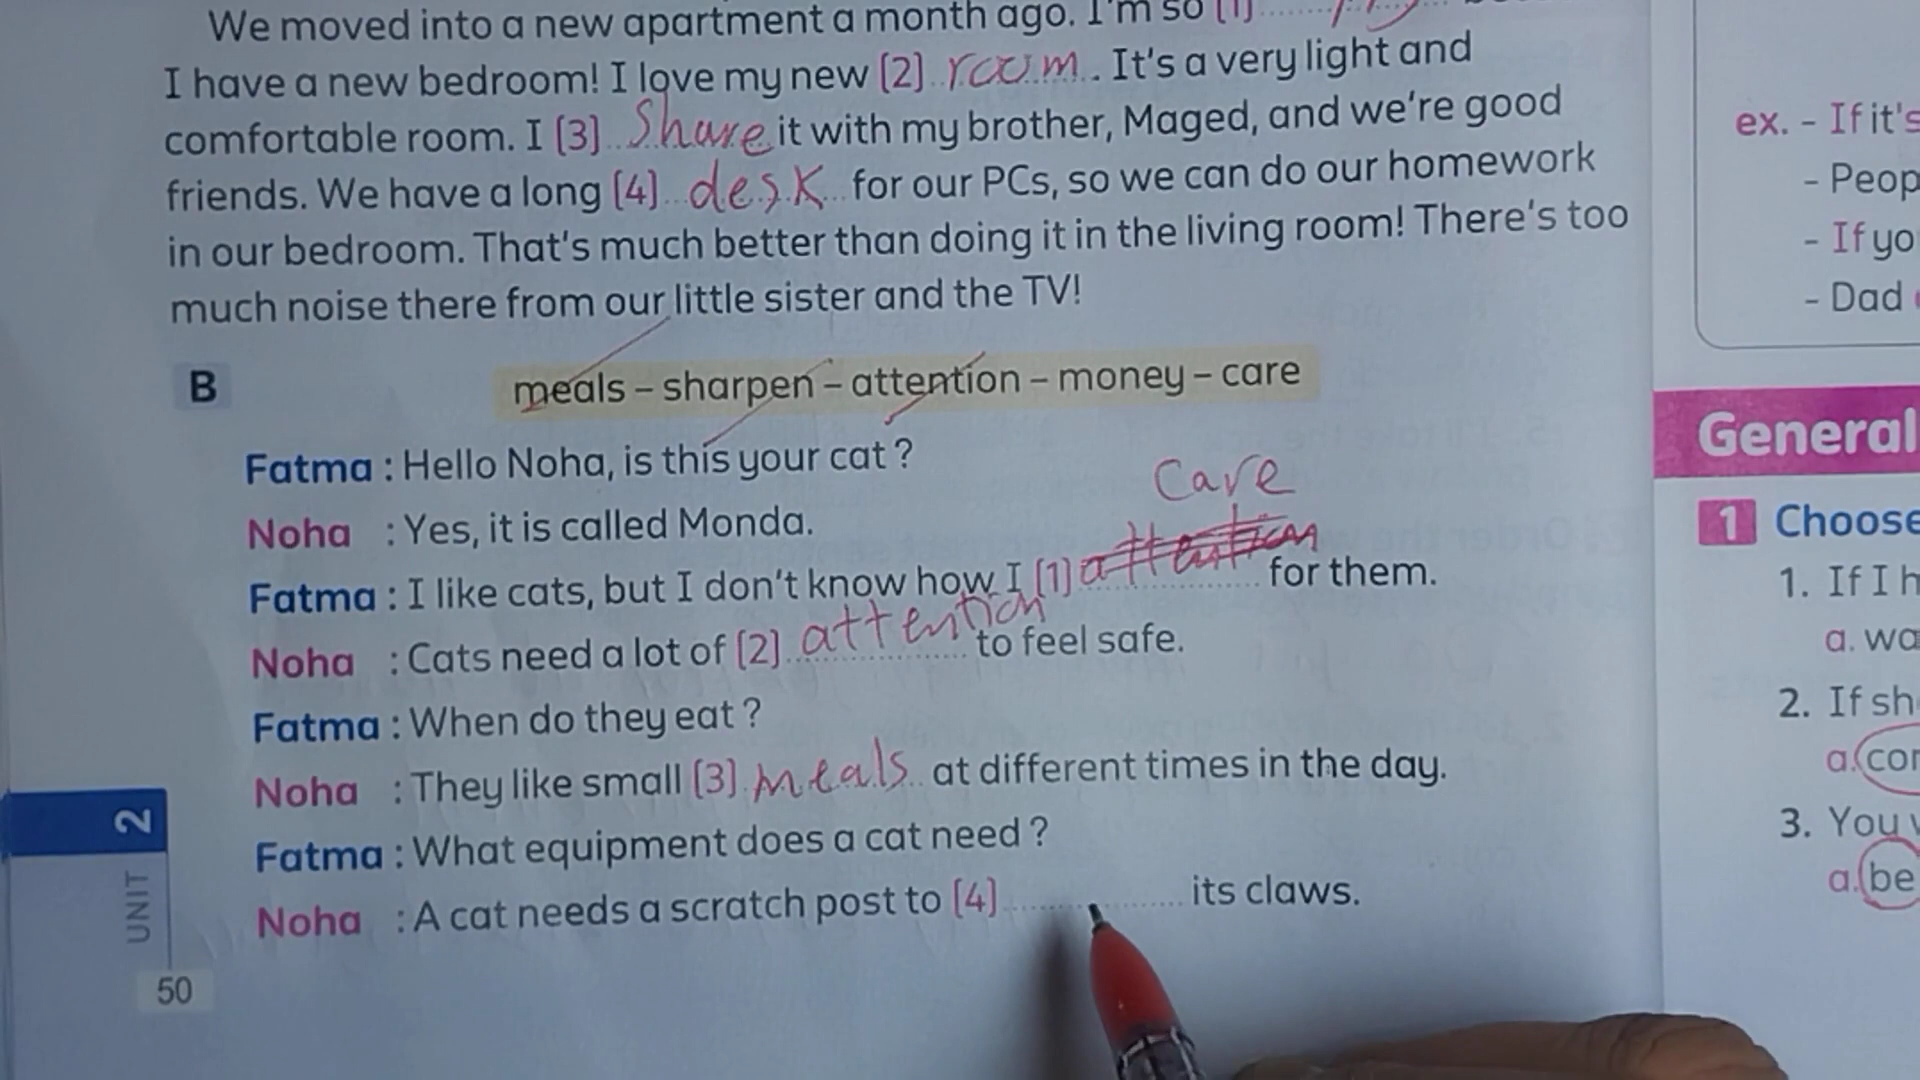 We moved into a new apartment a month ago. I'm so (1)
I have a new bedroom! I love my new (2) room. It's a very light and
comfortable room. I (3) Share it with my brother, Maged, and we're good
friends. We have a long (4) desk for our PCs, so we can do our homework
in our bedroom. That's much better than doing it in the living room! There's too
much noise there from our little sister and the TV!
B
meals – sharpen – attention – money – care
Fatma : Hello Noha, is this your cat ?
Noha : Yes, it is called Monda.
Care
Fatma : I like cats, but I don't know how I (1) attention for them.
Noha : Cats need a lot of (2) attention to feel safe.
Fatma : When do they eat ?
Noha : They like small (3) meals at different times in the day.
Fatma : What equipment does a cat need ?
Noha : A cat needs a scratch post to (4) its claws.
UNIT 2
50
ex. - If it's
-
- If
- Dad
General
1 Choose
1. If I
a.
2. If
a.
3. You
a. be